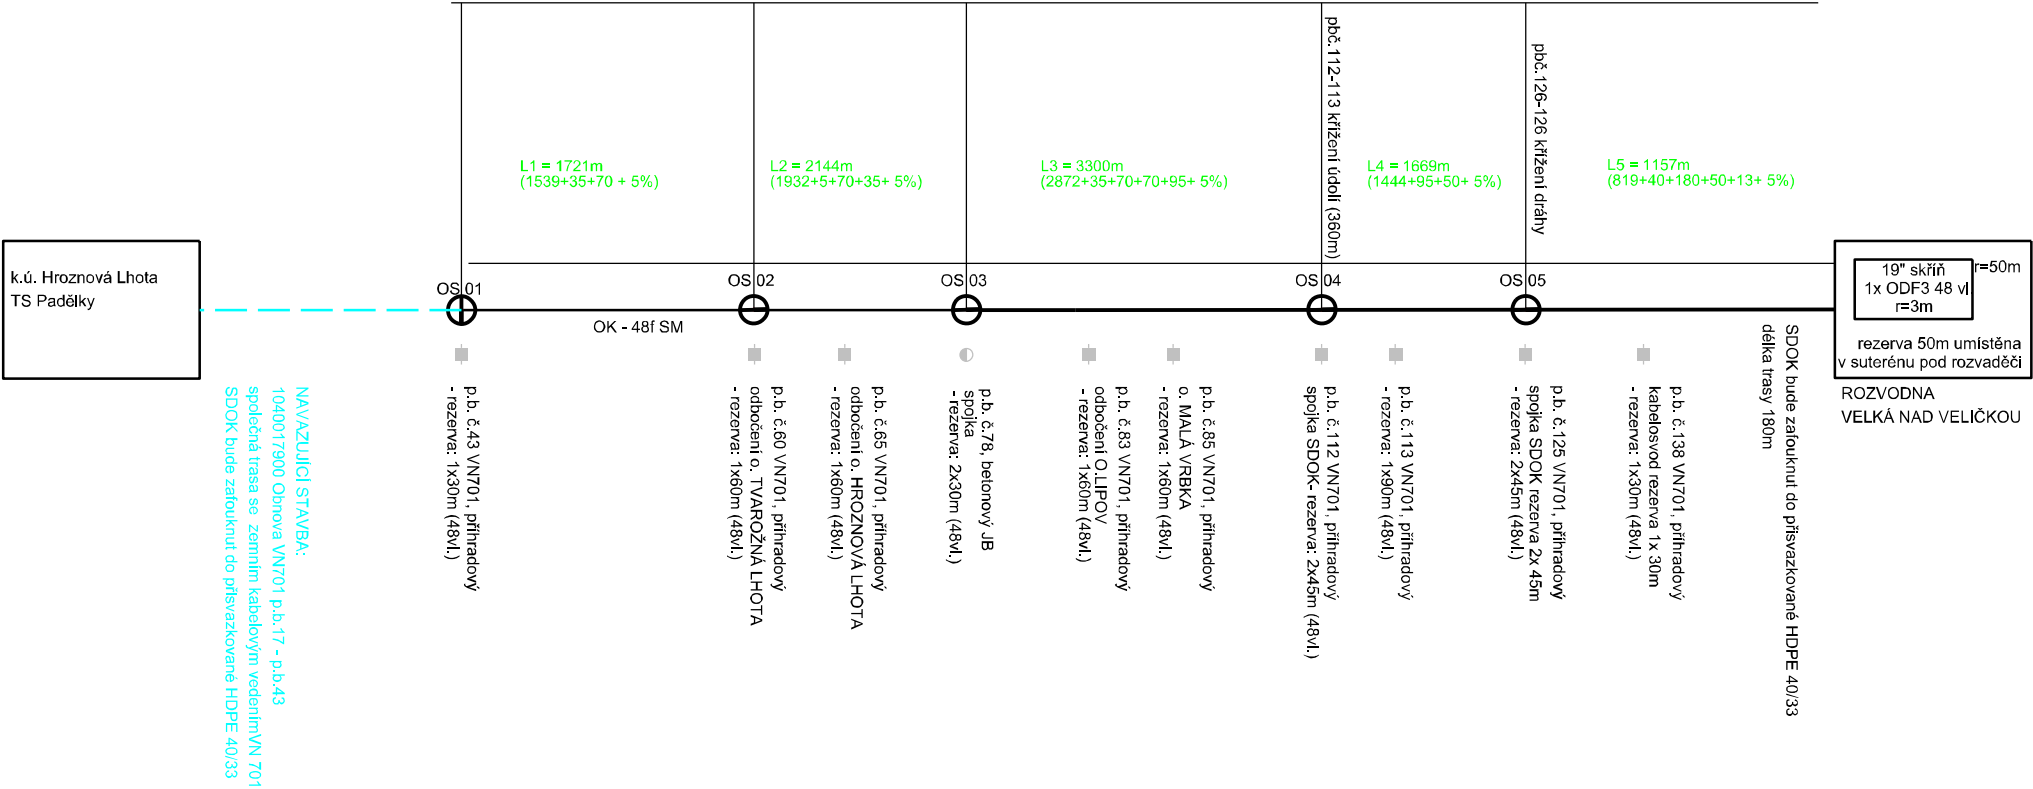 pbč.112-113 křížení údolí (360m)
pbč.126-126 křížení dráhy
L1 = 1721m
(1539+35+70 + 5%)
L2 = 2144m
(1932+5+70+35+ 5%)
L3 = 3300m
(2872+35+70+70+95+ 5%)
L4 = 1669m
(1444+95+50+ 5%)
L5 = 1157m
(819+40+180+50+13+ 5%)
k.ú. Hroznová Lhota
TS Padělky
OS 01
OS 02
OS 03
OS 04
OS 05
OK - 48f SM
19" skříň
1x ODF3 48 vl
r=3m
r=50m
rezerva 50m umístěna
v suterénu pod rozvaděči
ROZVODNA
VELKÁ NAD VELIČKOU
NAVAZUJÍCÍ STAVBA:
1040017900 Obnova VN701 p.b.17 - p.b.43
společná trasa se zemním kabelovým vedenímVN 701
SDOK bude zafouknut do přisvazkované HDPE 40/33
p.b. č.43 VN701, příhradový
- rezerva: 1x30m (48vl.)
p.b. č.60 VN701, příhradový
odbočení o. TVAROŽNÁ LHOTA
- rezerva: 1x60m (48vl.)
p.b. č.65 VN701, příhradový
odbočení o. HROZNOVÁ LHOTA
- rezerva: 1x60m (48vl.)
p.b. č.78, betonový JB
spojka
- rezerva: 2x30m (48vl.)
p.b. č.83 VN701, příhradový
odbočení O.LIPOV
- rezerva: 1x60m (48vl.)
p.b. č.85 VN701, příhradový
o. MALÁ VRBKA
- rezerva: 1x60m (48vl.)
p.b. č.112 VN701, příhradový
spojka SDOK- rezerva: 2x45m (48vl.)
p.b. č.113 VN701, příhradový
- rezerva: 1x90m (48vl.)
p.b. č.125 VN701, příhradový
spojka SDOK rezerva 2x 45m
- rezerva: 2x45m (48vl.)
p.b. č.138 VN701, příhradový
kabelosvod rezerva 1x 30m
- rezerva: 1x30m (48vl.)
SDOK bude zafouknut do přisvazkované HDPE 40/33
délka trasy 180m